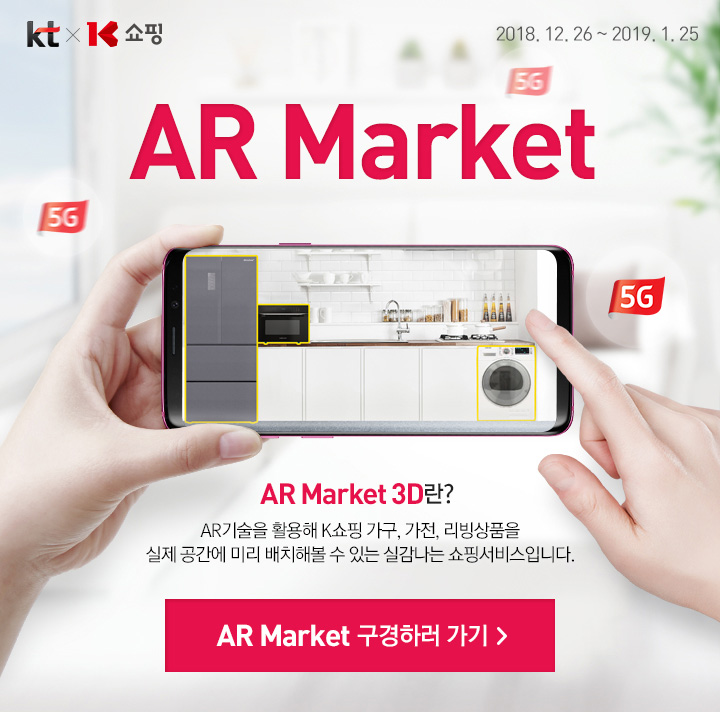 kt × K 쇼핑
2018. 12. 26 ~ 2019. 1. 25
5G
AR Market
5G
5G
AR Market 3D란?
AR기술을 활용해 K쇼핑 가구, 가전, 리빙상품을
실제 공간에 미리 배치해볼 수 있는 실감나는 쇼핑서비스입니다.
AR Market 구경하러 가기 >